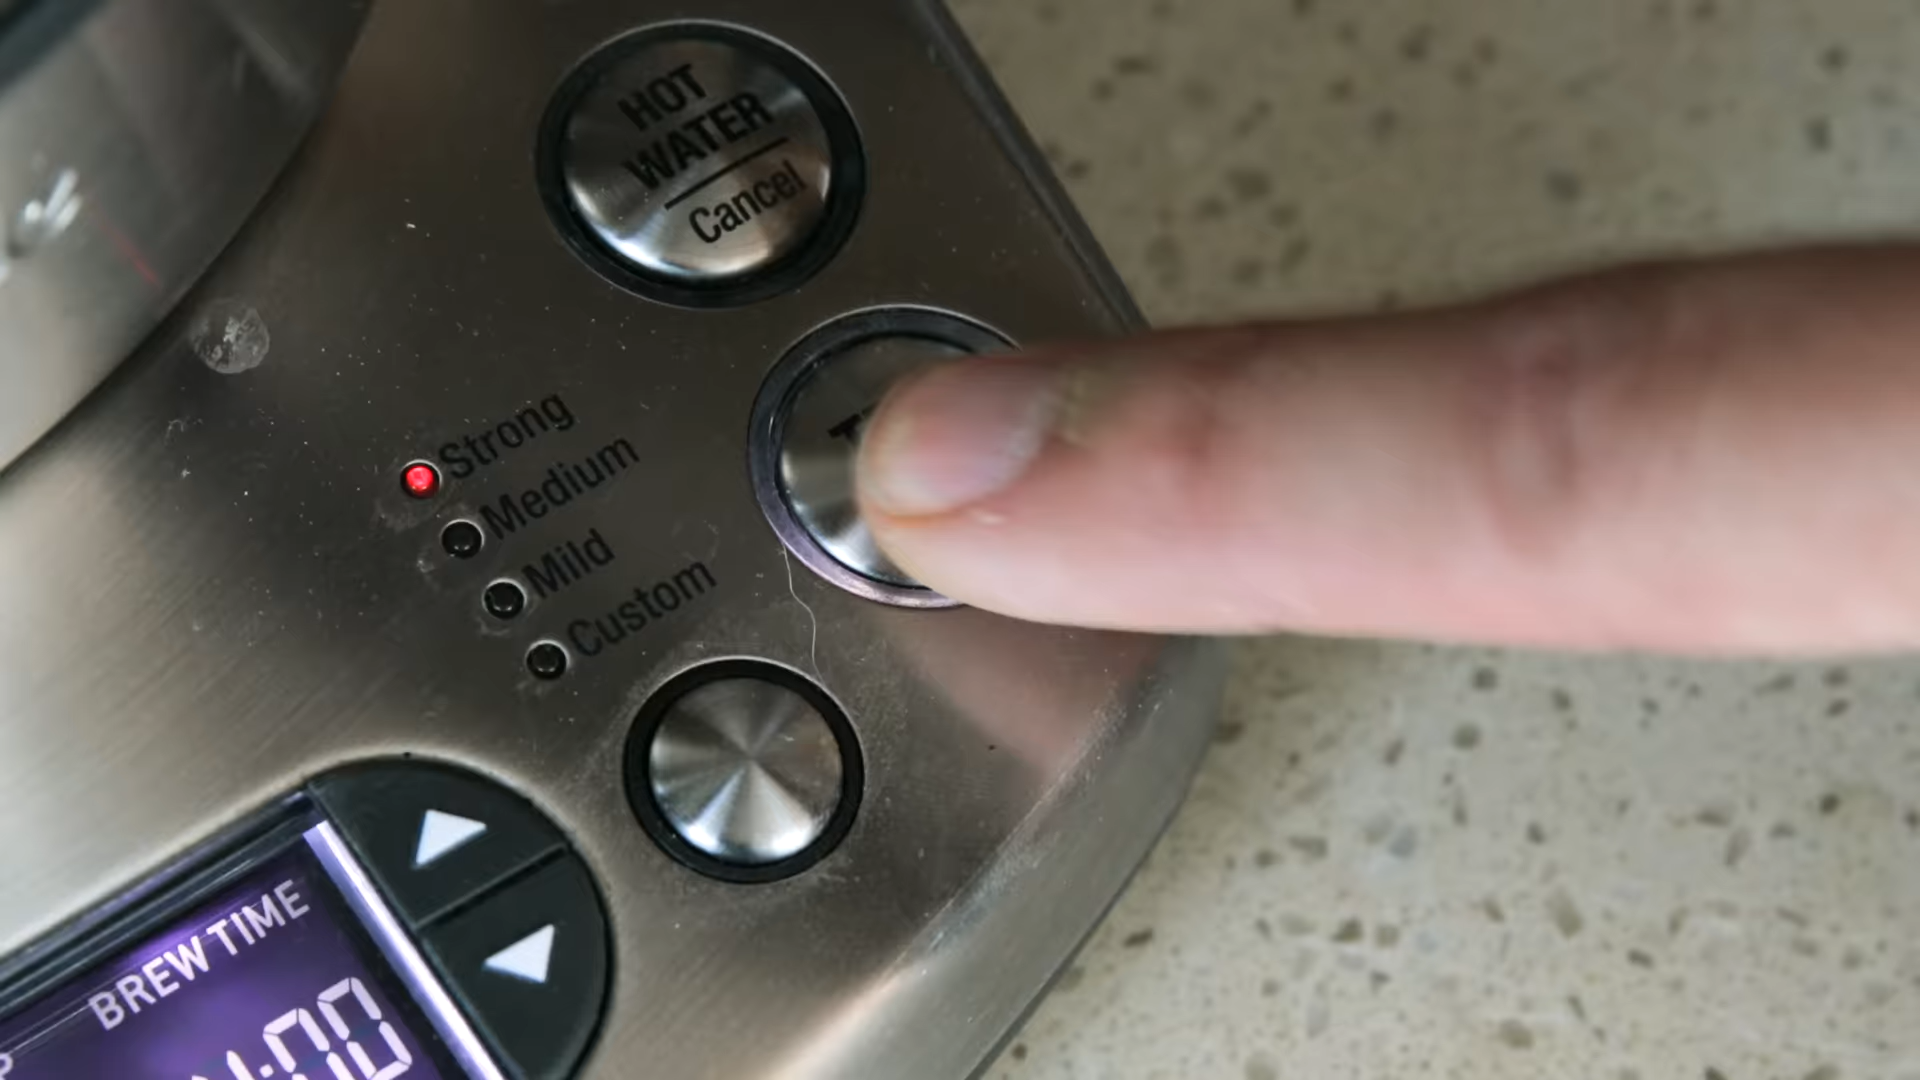 HOT
WATER
Cancel
Strong
Medium
Mild
Custom
BREW TIME